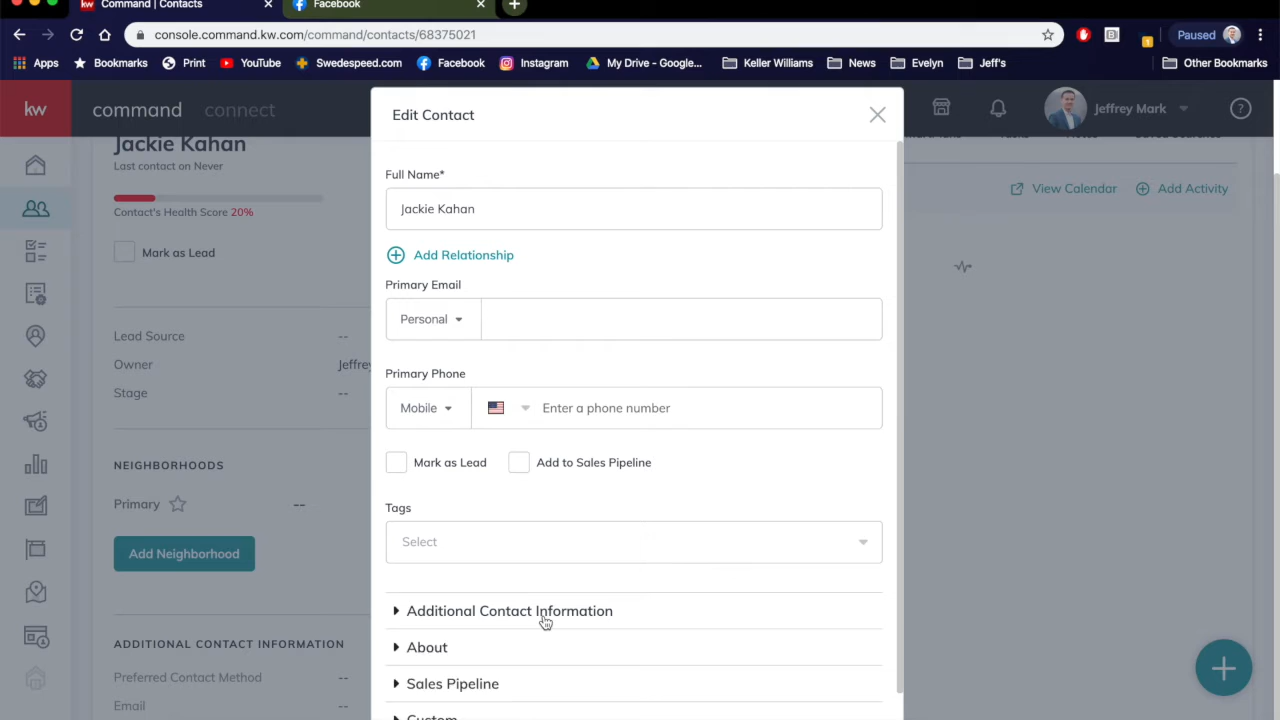 kw Command | Contacts
Facebook
console.command.kw.com/command/contacts/68375021
Paused
Apps
Bookmarks
Print
YouTube
Swedespeed.com
Facebook
Instagram
My Drive - Google...
Keller Williams
News
Evelyn
Jeff's
Other Bookmarks
kw
command
connect
Jeffrey Mark
?
Jackie Kahan
Last contact on Never
Contact's Health Score 20%
Mark as Lead
Lead Source --
Owner Jeffrey
Stage --
NEIGHBORHOODS
Primary --
Add Neighborhood
ADDITIONAL CONTACT INFORMATION
Preferred Contact Method --
Email --
Edit Contact
Full Name*
Jackie Kahan
Add Relationship
Primary Email
Personal
Primary Phone
Mobile Enter a phone number
Mark as Lead Add to Sales Pipeline
Tags
Select
Additional Contact Information
About
Sales Pipeline
Custom
View Calendar
Add Activity